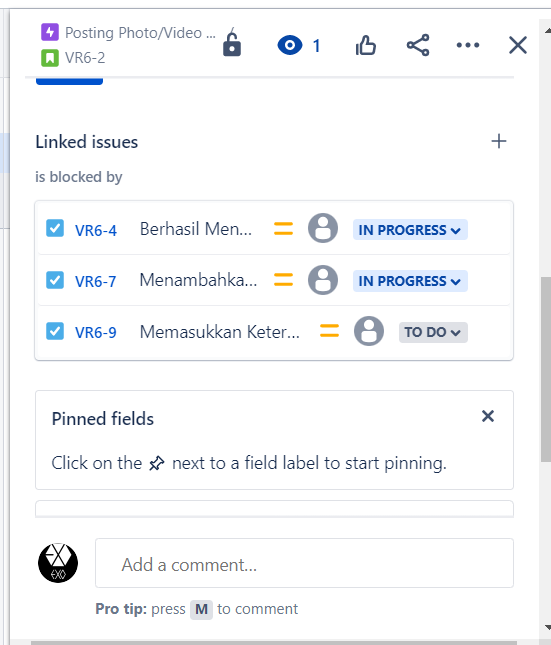 Posting Photo/Video ...
VR6-2
1
Linked issues
is blocked by
VR6-4 Berhasil Men... IN PROGRESS
VR6-7 Menambahka... IN PROGRESS
VR6-9 Memasukkan Keter... TO DO
Pinned fields
Click on the next to a field label to start pinning.
EXO
Add a comment...
Pro tip: press M to comment